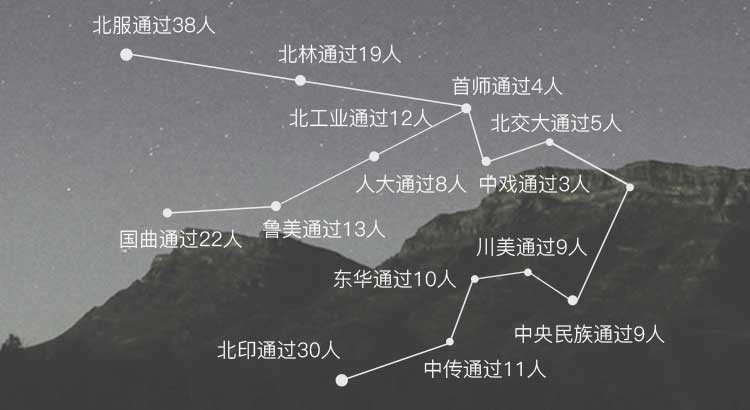 北服通过38人
北林通过19人
首师通过4人
北工业通过12人
北交大通过5人
人大通过8人
中戏通过3人
鲁美通过13人
国曲通过22人
川美通过9人
东华通过10人
中央民族通过9人
北印通过30人
中传通过11人